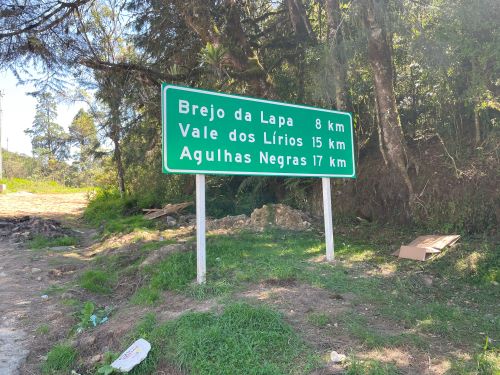 Brejo da Lapa 8 km
Vale dos Lírios 15 km
Agulhas Negras 17 km